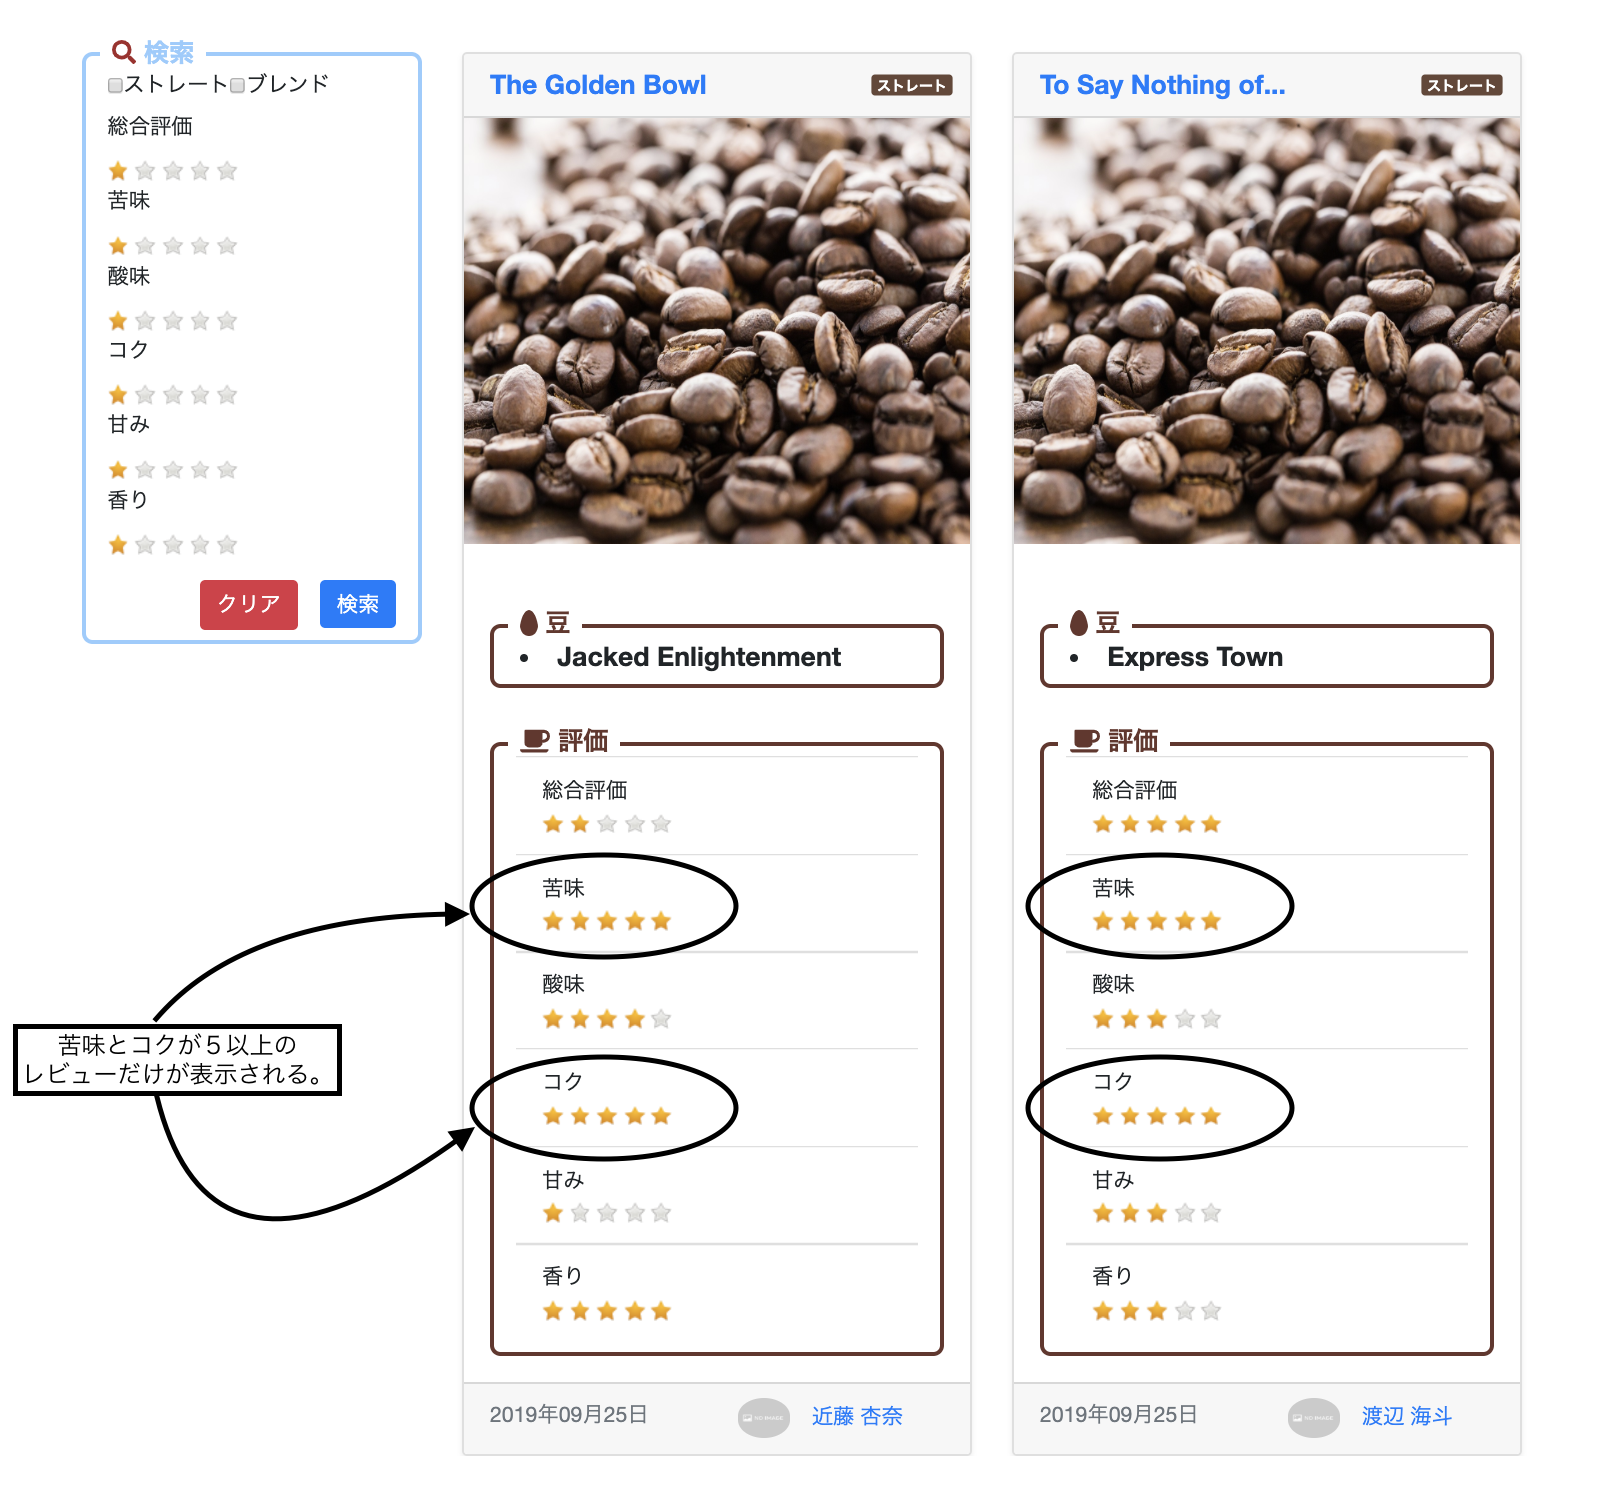 検索
ストレート ブレンド
総合評価
苦味
酸味
コク
甘み
香り
クリア 検索
The Golden Bowl ストレート
豆
Jacked Enlightenment
評価
総合評価
苦味
酸味
コク
甘み
香り
2019年09月25日 NO IMAGE 近藤 杏奈
To Say Nothing of... ストレート
豆
Express Town
評価
総合評価
苦味
酸味
コク
甘み
香り
2019年09月25日 NO IMAGE 渡辺 海斗
苦味とコクが５以上の
レビューだけが表示される。